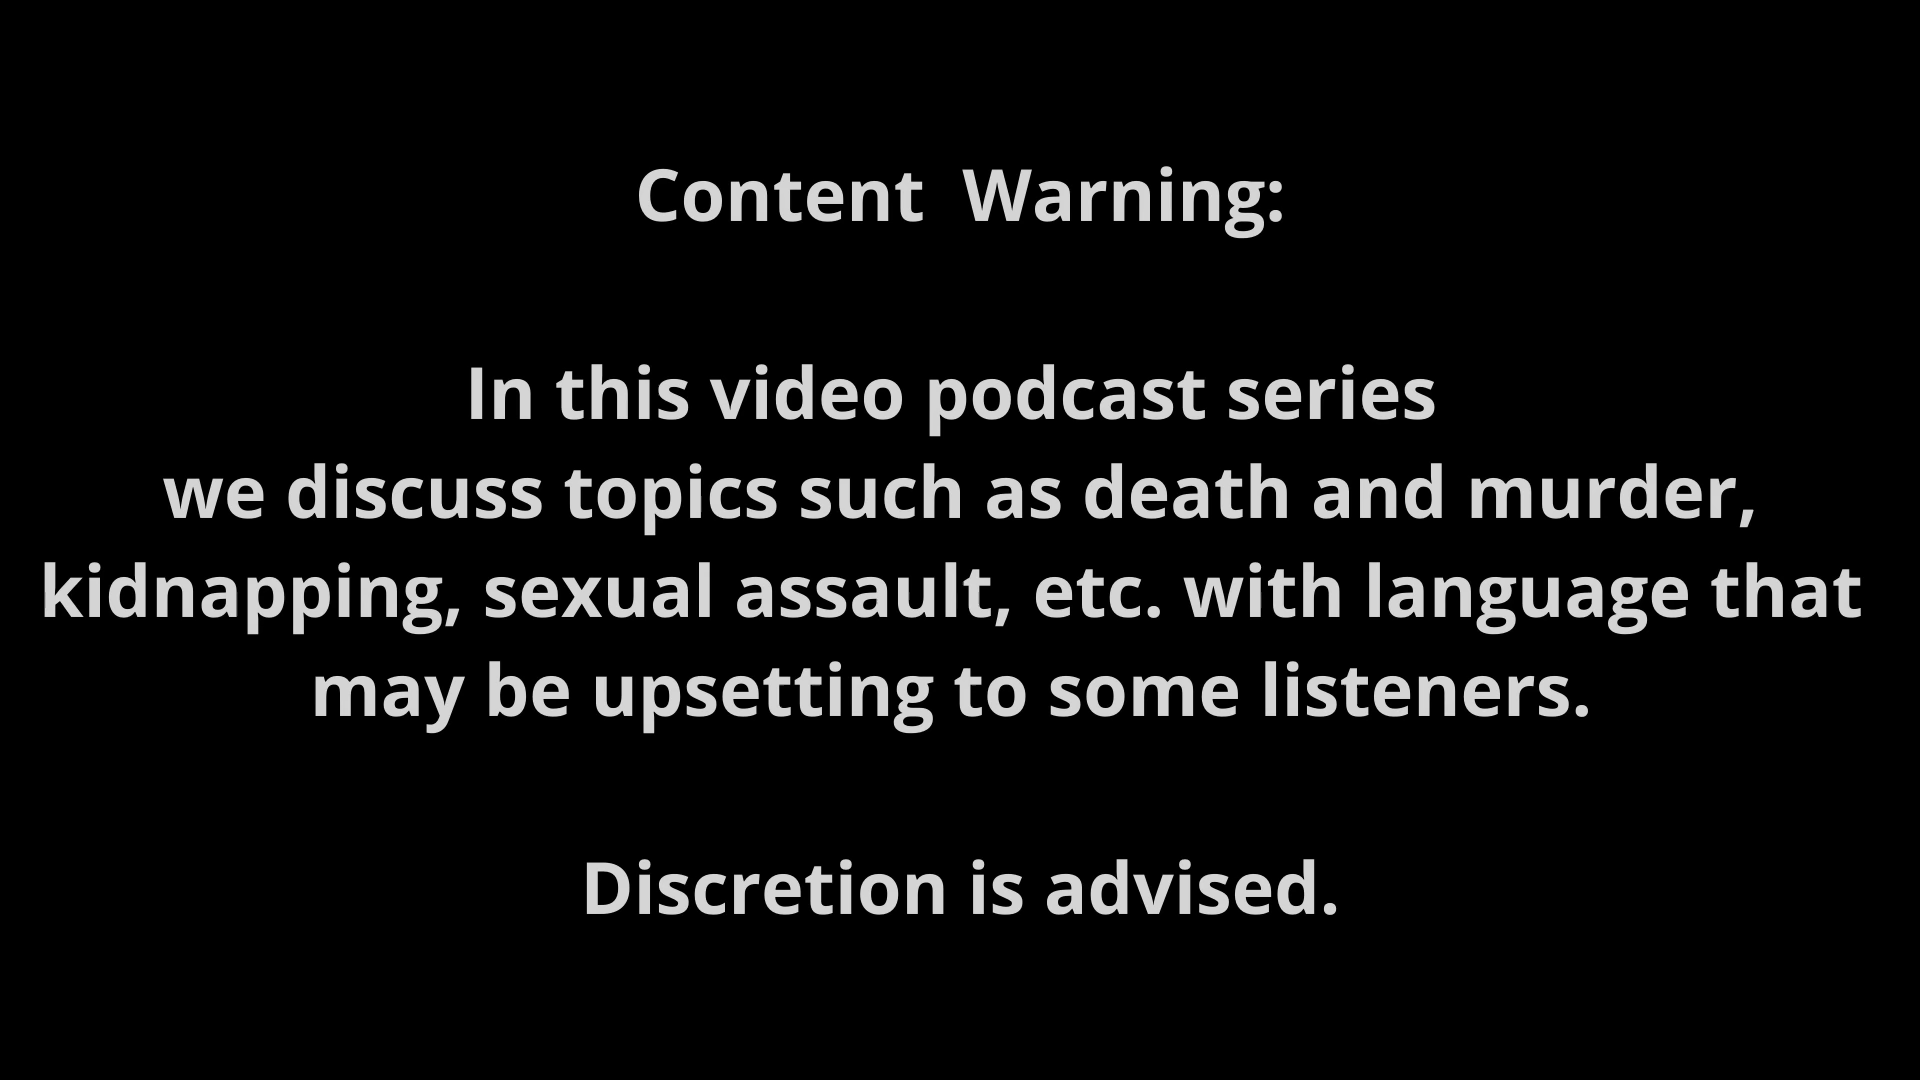 Content  Warning:
In this video podcast series
we discuss topics such as death and murder,
kidnapping, sexual assault, etc. with language that
may be upsetting to some listeners.
Discretion is advised.